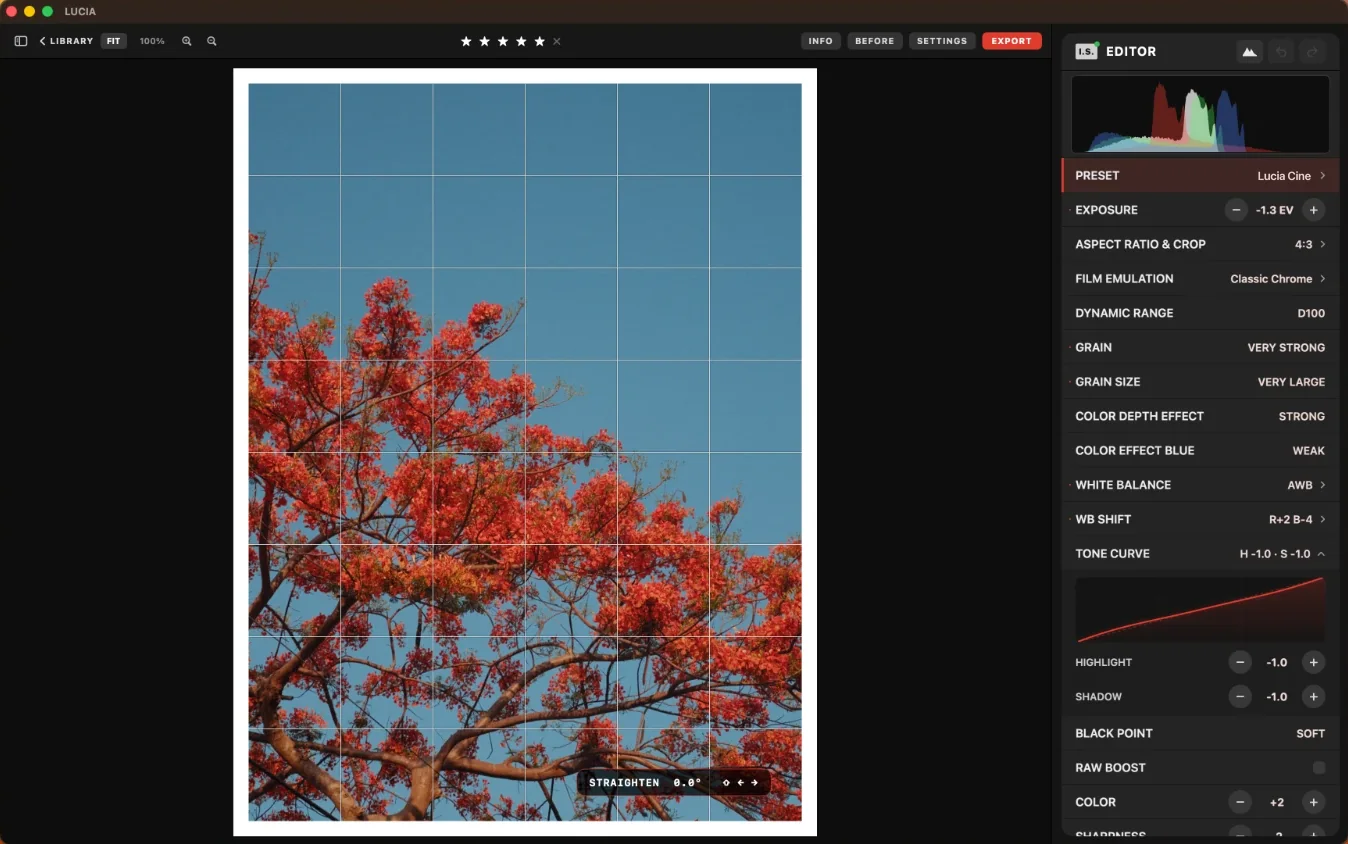 LUCIA
LIBRARY FIT 100%
INFO BEFORE SETTINGS EXPORT
I.S. EDITOR
PRESET Lucia Cine
EXPOSURE − -1.3 EV +
ASPECT RATIO & CROP 4:3
FILM EMULATION Classic Chrome
DYNAMIC RANGE D100
GRAIN VERY STRONG
GRAIN SIZE VERY LARGE
COLOR DEPTH EFFECT STRONG
COLOR EFFECT BLUE WEAK
WHITE BALANCE AWB
WB SHIFT R+2 B-4
TONE CURVE H -1.0 · S -1.0
HIGHLIGHT − -1.0 +
SHADOW − -1.0 +
BLACK POINT SOFT
RAW BOOST
COLOR − +2 +
SHARPNESS
STRAIGHTEN 0.0°